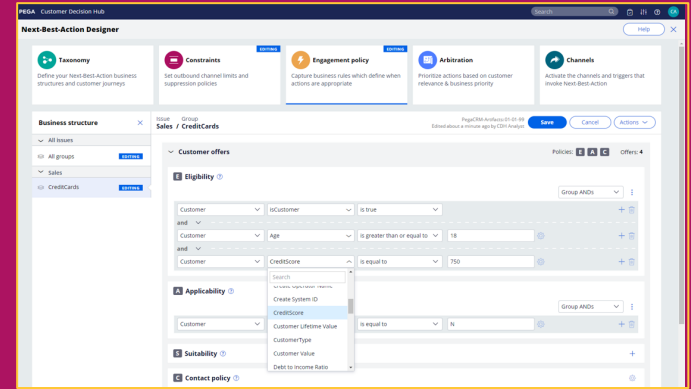 PEGA Customer Decision Hub
Search
CA
Next-Best-Action Designer
Help
Taxonomy
Define your Next-Best-Action business
structures and customer journeys
EDITING
Constraints
Set outbound channel limits and
suppression policies
EDITING
Engagement policy
Capture business rules which define when
actions are appropriate
Arbitration
Prioritize actions based on customer
relevance & business priority
Channels
Activate the channels and triggers that
invoke Next-Best-Action
Business structure
All Issues
All groups EDITING
Sales
CreditCards EDITING
Issue Group
Sales / CreditCards
PegaCRM-Artifacts:01-01-99
Edited about a minute ago by CDH Analyst
Save
Cancel
Actions
Customer offers
Policies: E A C Offers: 4
E Eligibility
Group ANDs
Customer isCustomer is true
and
Customer Age is greater than or equal to 18
and
Customer CreditScore is equal to 750
Search
Create Operator Name
Create System ID
CreditScore
Customer Lifetime Value
CustomerType
Customer Value
Debt to Income Ratio
A Applicability
Group ANDs
Customer is equal to N
S Suitability
C Contact policy